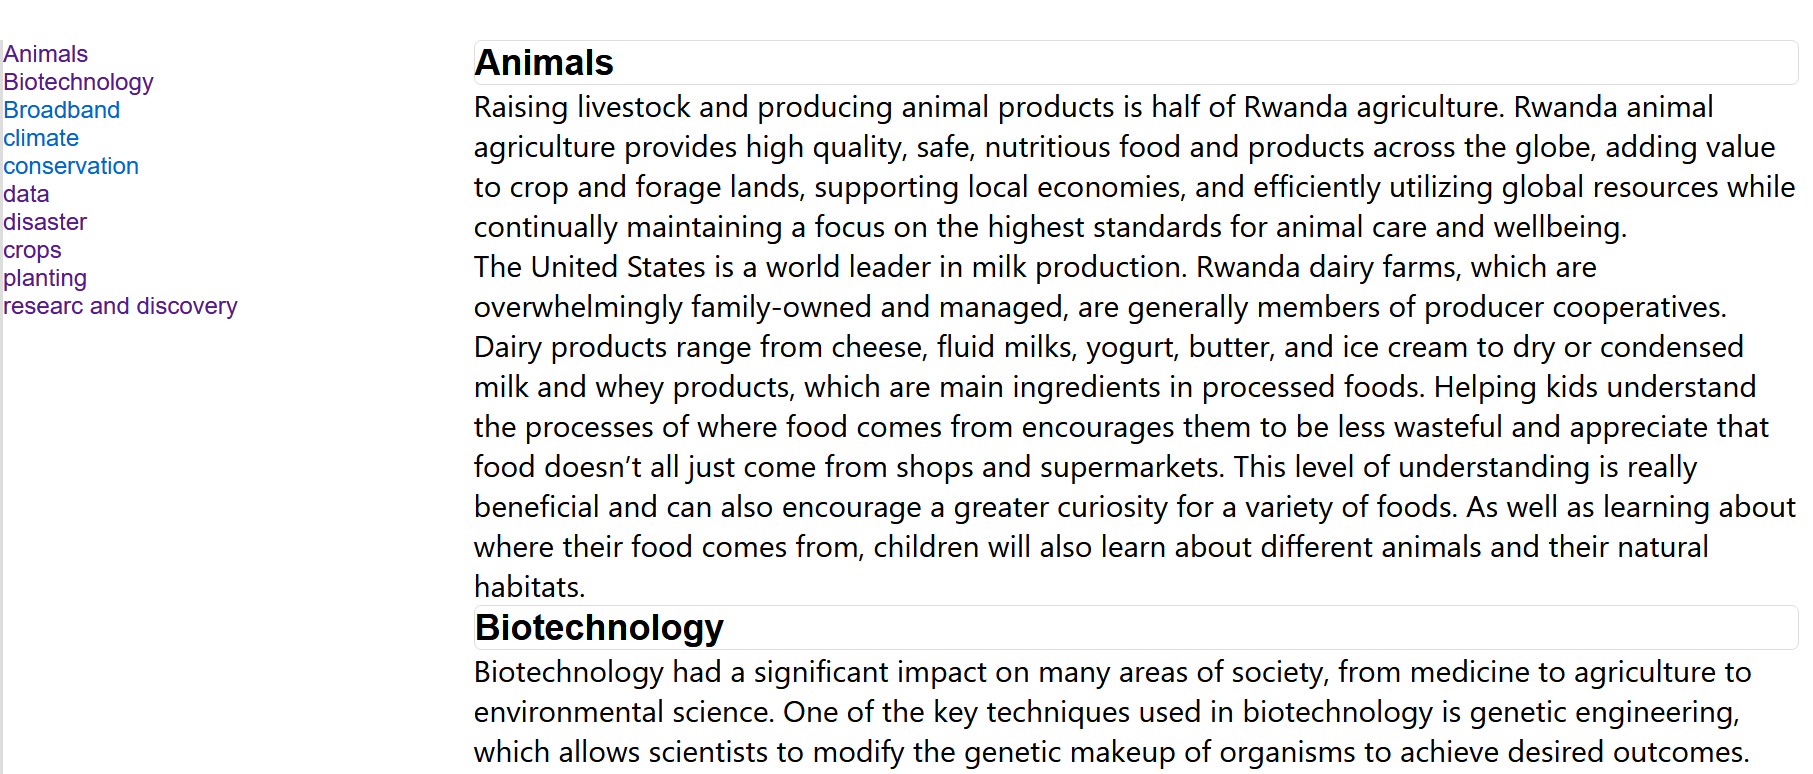 Animals
Biotechnology
Broadband
climate
conservation
data
disaster
crops
planting
researc and discovery
Animals
Raising livestock and producing animal products is half of Rwanda agriculture. Rwanda animal
agriculture provides high quality, safe, nutritious food and products across the globe, adding value
to crop and forage lands, supporting local economies, and efficiently utilizing global resources while
continually maintaining a focus on the highest standards for animal care and wellbeing.
The United States is a world leader in milk production. Rwanda dairy farms, which are
overwhelmingly family-owned and managed, are generally members of producer cooperatives.
Dairy products range from cheese, fluid milks, yogurt, butter, and ice cream to dry or condensed
milk and whey products, which are main ingredients in processed foods. Helping kids understand
the processes of where food comes from encourages them to be less wasteful and appreciate that
food doesn’t all just come from shops and supermarkets. This level of understanding is really
beneficial and can also encourage a greater curiosity for a variety of foods. As well as learning about
where their food comes from, children will also learn about different animals and their natural
habitats.
Biotechnology
Biotechnology had a significant impact on many areas of society, from medicine to agriculture to
environmental science. One of the key techniques used in biotechnology is genetic engineering,
which allows scientists to modify the genetic makeup of organisms to achieve desired outcomes.